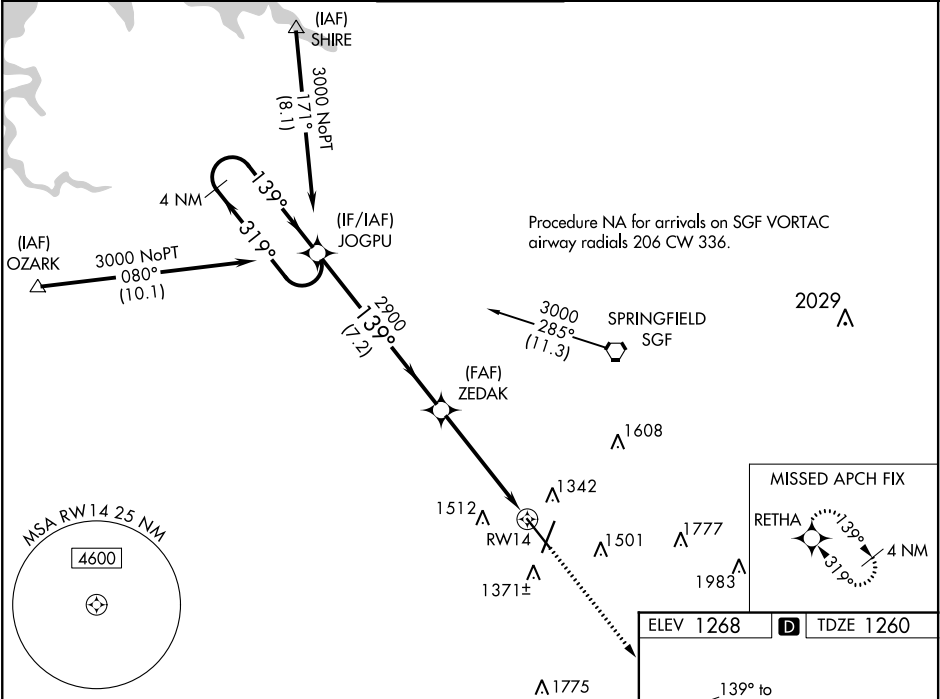 (IAF)
SHIRE
3000 NoPT
171°
(8.1)
4 NM
139°
319°
(IF/IAF)
JOGPU
(IAF)
OZARK
3000 NoPT
080°
(10.1)
Procedure NA for arrivals on SGF VORTAC
airway radials 206 CW 336.
2900
139°
(7.2)
3000
285°
(11.3)
SPRINGFIELD
SGF
2029
(FAF)
ZEDAK
1608
1342
1512
RW14
1501
1777
1371±
1983
1775
MSA RW14 25 NM
4600
MISSED APCH FIX
RETHA
139°
319°
4 NM
ELEV 1268
D
TDZE 1260
139° to